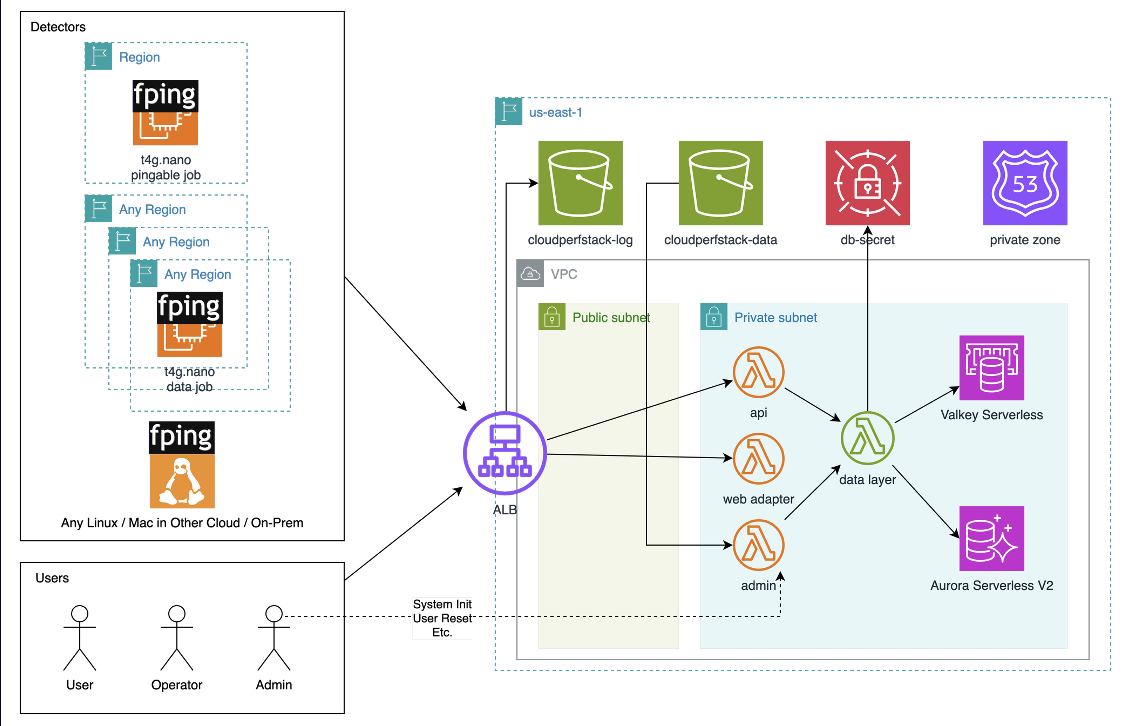 Detectors
Region
fping
t4g.nano
pingable job
Any Region
Any Region
Any Region
fping
t4g.nano
data job
fping
Any Linux / Mac in Other Cloud / On-Prem
Users
User
Operator
Admin
System Init
User Reset
Etc.
ALB
us-east-1
cloudperfstack-log
cloudperfstack-data
db-secret
53
private zone
VPC
Public subnet
Private subnet
api
web adapter
admin
data layer
Valkey Serverless
Aurora Serverless V2